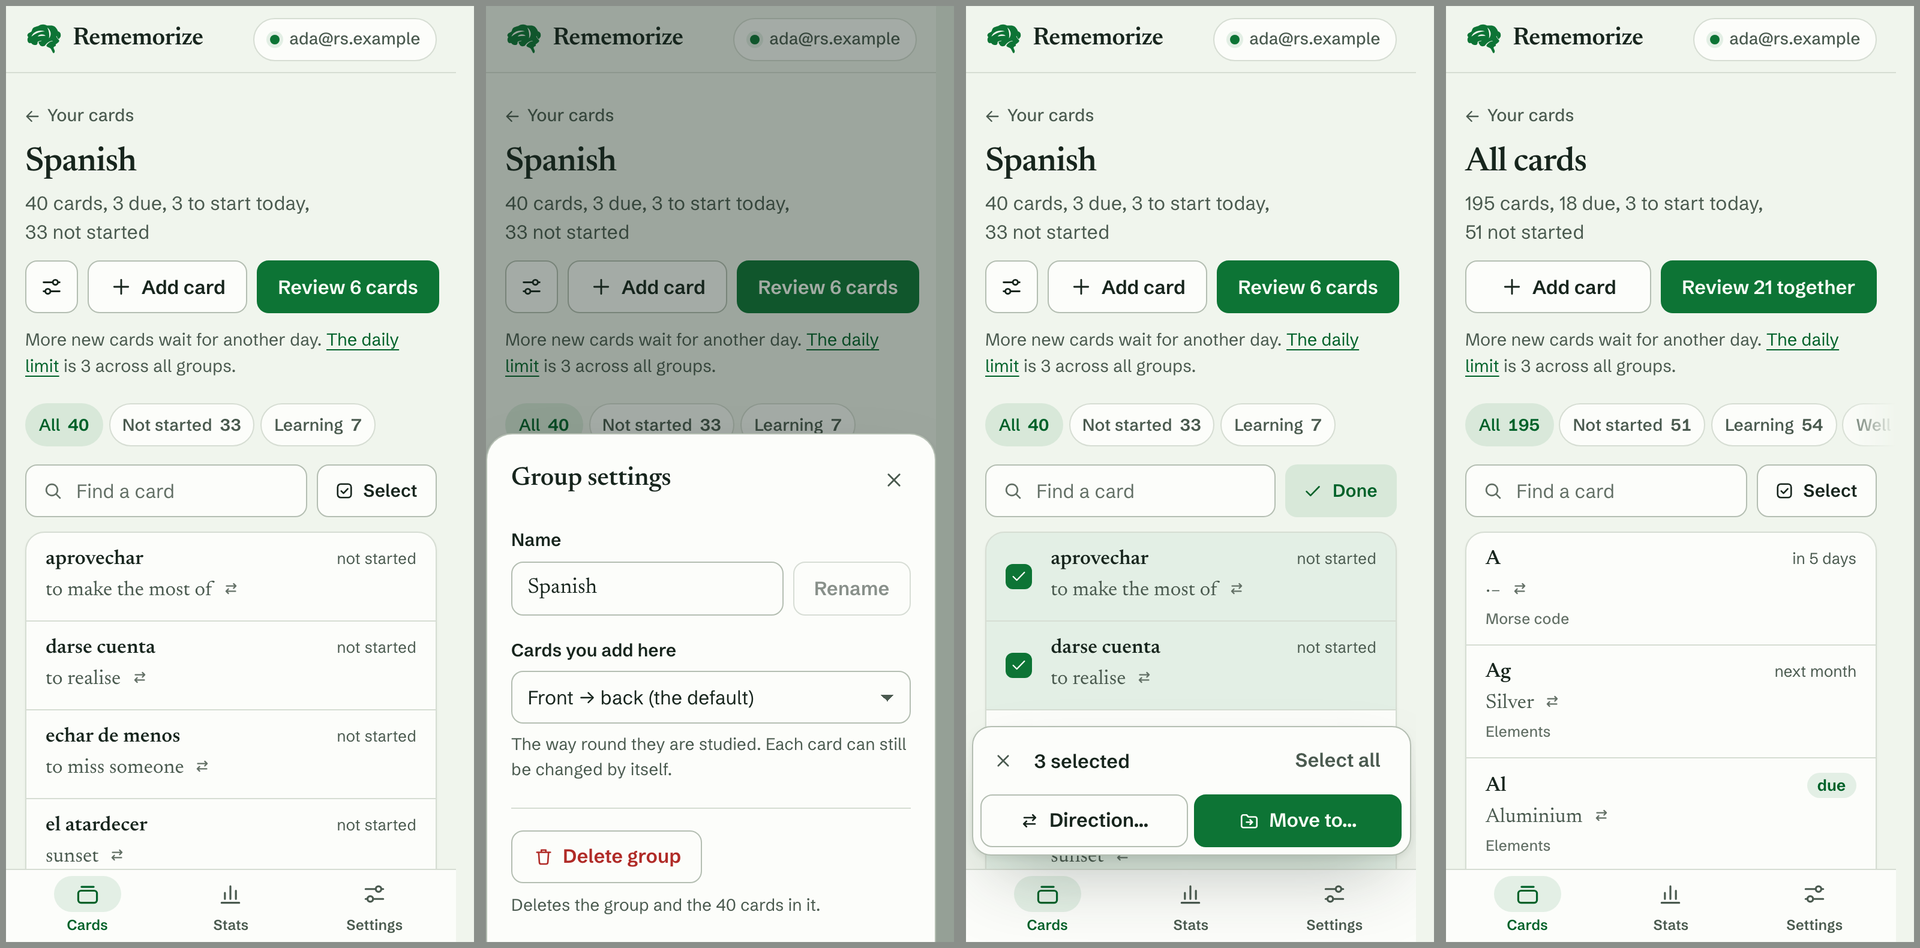 Rememorize
ada@rs.example
← Your cards
Spanish
40 cards, 3 due, 3 to start today,
33 not started
+ Add card
Review 6 cards
More new cards wait for another day. The daily
limit is 3 across all groups.
All 40
Not started 33
Learning 7
Find a card
Select
aprovechar
not started
to make the most of ⇄
darse cuenta
not started
to realise ⇄
echar de menos
not started
to miss someone ⇄
el atardecer
not started
sunset ⇄
Cards
Stats
Settings
Rememorize
ada@rs.example
← Your cards
Spanish
40 cards, 3 due, 3 to start today,
33 not started
+ Add card
Review 6 cards
More new cards wait for another day. The daily
limit is 3 across all groups.
All 40
Not started 33
Learning 7
Group settings
Name
Spanish
Rename
Cards you add here
Front → back (the default)
The way round they are studied. Each card can still
be changed by itself.
Delete group
Deletes the group and the 40 cards in it.
Rememorize
ada@rs.example
← Your cards
Spanish
40 cards, 3 due, 3 to start today,
33 not started
+ Add card
Review 6 cards
More new cards wait for another day. The daily
limit is 3 across all groups.
All 40
Not started 33
Learning 7
Find a card
Done
aprovechar
not started
to make the most of ⇄
darse cuenta
not started
to realise ⇄
3 selected
Select all
⇄ Direction...
Move to...
sunset
Cards
Stats
Settings
Rememorize
ada@rs.example
← Your cards
All cards
195 cards, 18 due, 3 to start today,
51 not started
+ Add card
Review 21 together
More new cards wait for another day. The daily
limit is 3 across all groups.
All 195
Not started 51
Learning 54
Well
Find a card
Select
A
in 5 days
·− ⇄
Morse code
Ag
next month
Silver ⇄
Elements
Al
due
Aluminium ⇄
Elements
Cards
Stats
Settings